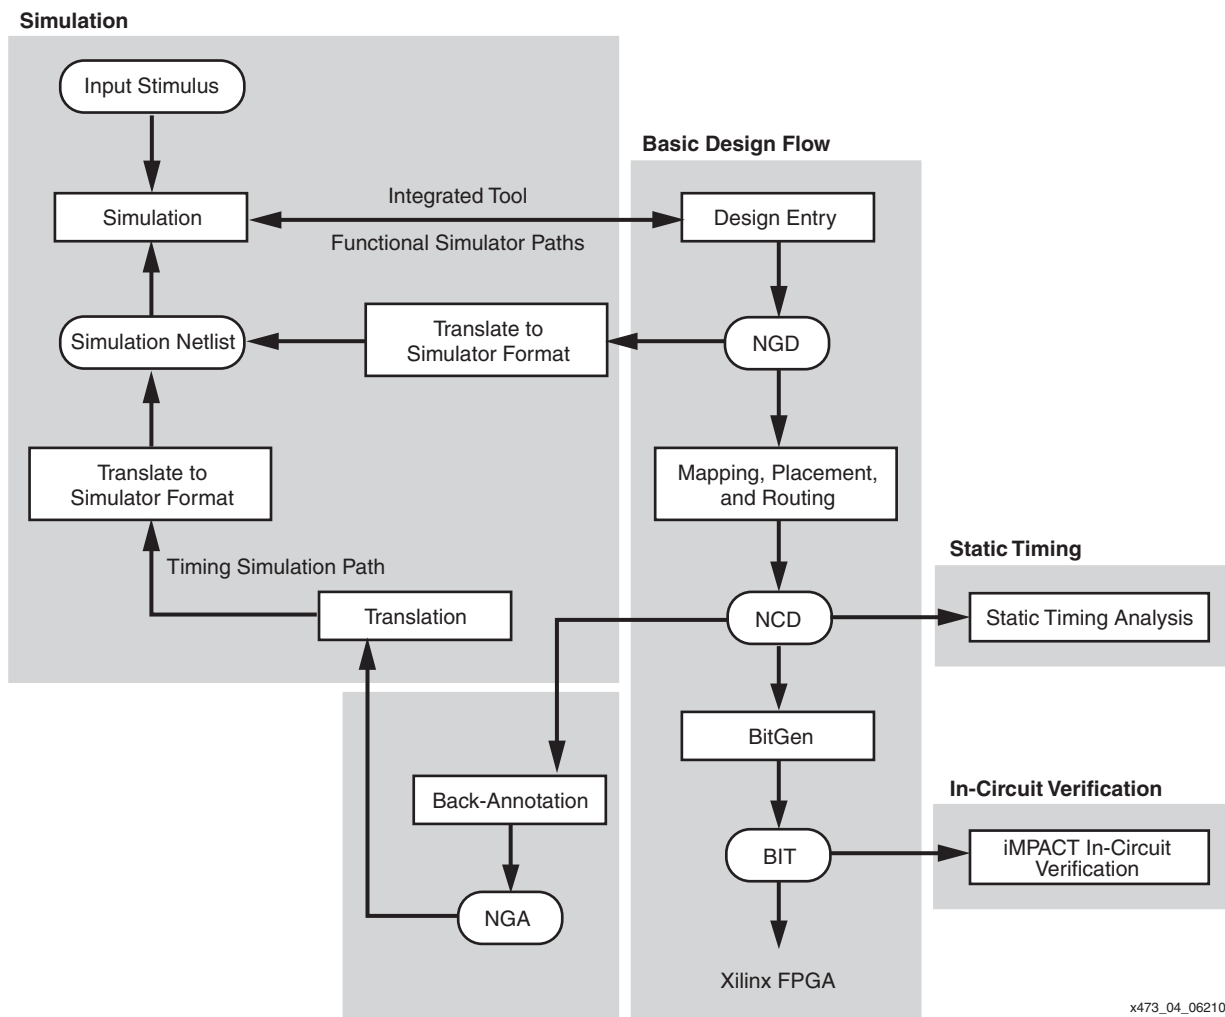 Simulation
Input Stimulus
Basic Design Flow
Integrated Tool
Simulation
Design Entry
Functional Simulator Paths
Translate to
Simulator Format
Simulation Netlist
NGD
Translate to
Simulator Format
Mapping, Placement,
and Routing
Static Timing
Timing Simulation Path
Translation
NCD
Static Timing Analysis
BitGen
In-Circuit Verification
Back-Annotation
BIT
iMPACT In-Circuit
Verification
NGA
Xilinx FPGA
x473_04_06210